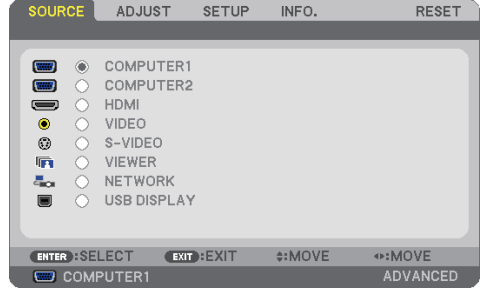 SOURCE ADJUST SETUP INFO. RESET
COMPUTER1
COMPUTER2
HDMI
VIDEO
S-VIDEO
VIEWER
NETWORK
USB DISPLAY
ENTER :SELECT EXIT :EXIT :MOVE :MOVE
COMPUTER1 ADVANCED